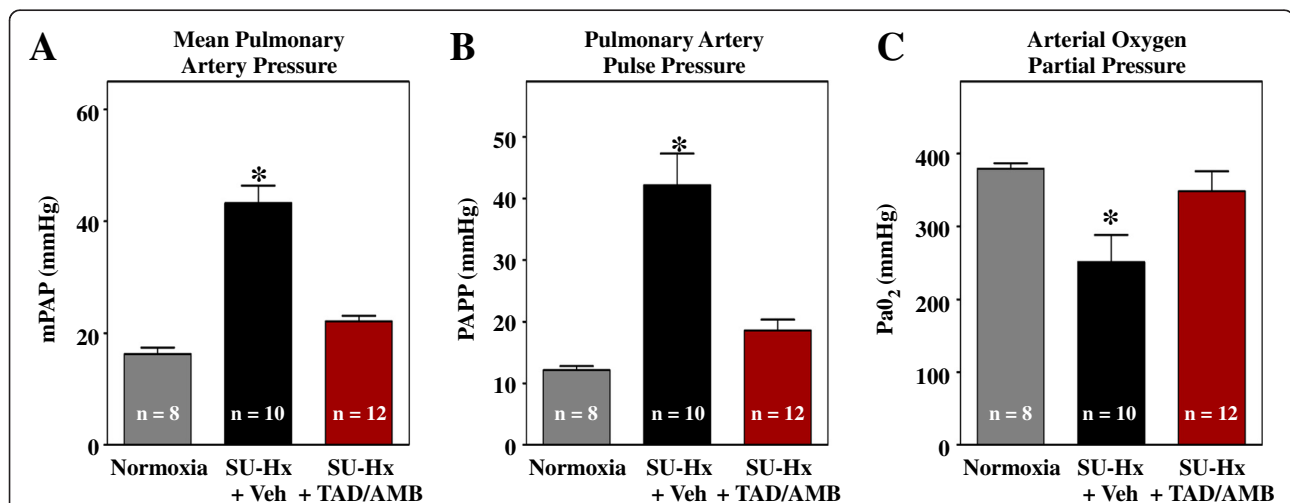 A
Mean Pulmonary
Artery Pressure
mPAP (mmHg)
60
40
20
0
*
n = 8
n = 10
n = 12
Normoxia
SU-Hx
+ Veh
SU-Hx
+ TAD/AMB
B
Pulmonary Artery
Pulse Pressure
PAPP (mmHg)
50
40
30
20
10
0
*
n = 8
n = 10
n = 12
Normoxia
SU-Hx
+ Veh
SU-Hx
+ TAD/AMB
C
Arterial Oxygen
Partial Pressure
Pa0₂ (mmHg)
400
300
200
100
0
*
n = 8
n = 10
n = 12
Normoxia
SU-Hx
+ Veh
SU-Hx
+ TAD/AMB